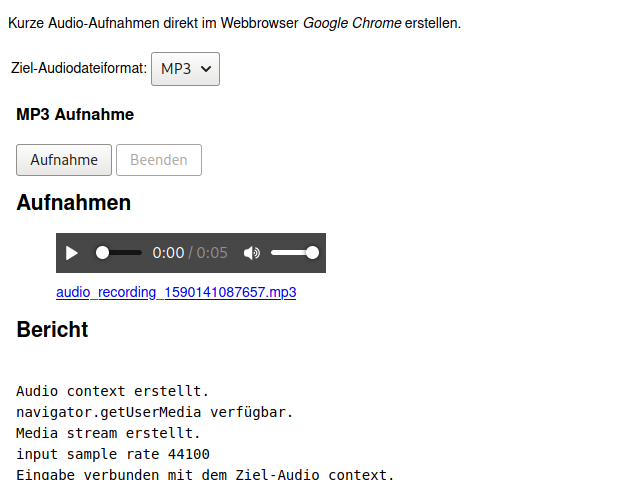 Kurze Audio-Aufnahmen direkt im Webbrowser Google Chrome erstellen.
Ziel-Audiodateiformat: MP3
MP3 Aufnahme
Aufnahme Beenden
Aufnahmen
0:00 / 0:05
audio_recording_1590141087657.mp3
Bericht
Audio context erstellt.
navigator.getUserMedia verfügbar.
Media stream erstellt.
input sample rate 44100
Eingabe verbunden mit dem Ziel-Audio context.